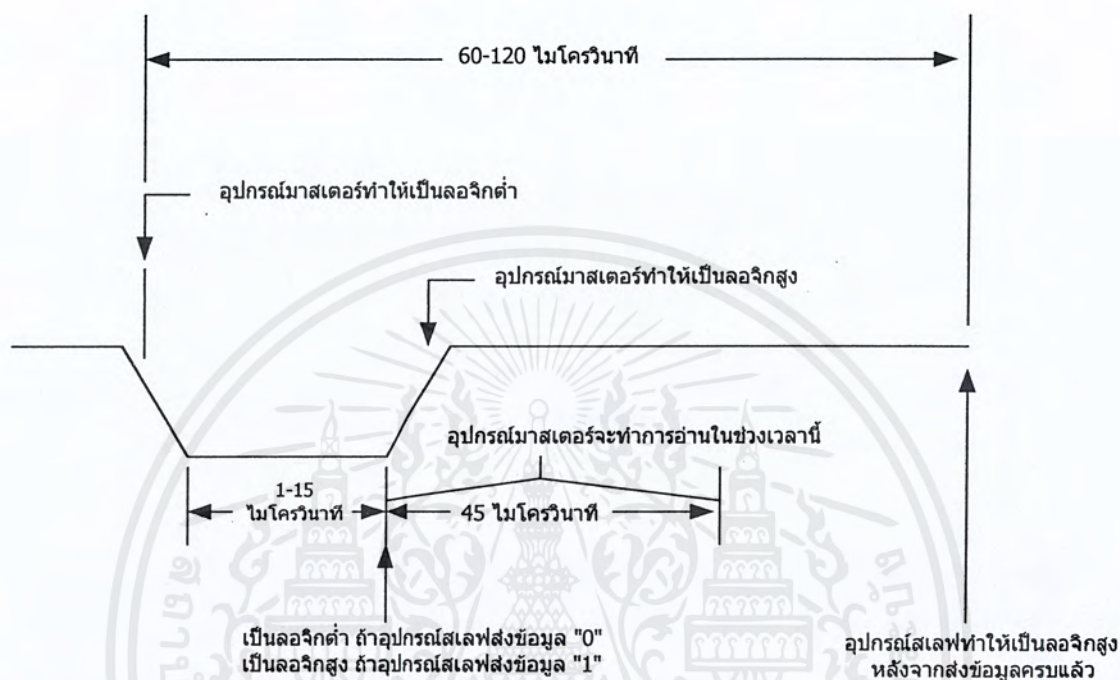 60-120 ไมโครวินาที
อุปกรณ์มาสเตอร์ทำให้เป็นลอจิกต่ำ
อุปกรณ์มาสเตอร์ทำให้เป็นลอจิกสูง
อุปกรณ์มาสเตอร์จะทำการอ่านในช่วงเวลานี้
1-15
ไมโครวินาที
45 ไมโครวินาที
เป็นลอจิกต่ำ ถ้าอุปกรณ์สเลฟส่งข้อมูล "0"
เป็นลอจิกสูง ถ้าอุปกรณ์สเลฟส่งข้อมูล "1"
อุปกรณ์สเลฟทำให้เป็นลอจิกสูง
หลังจากส่งข้อมูลครบแล้ว